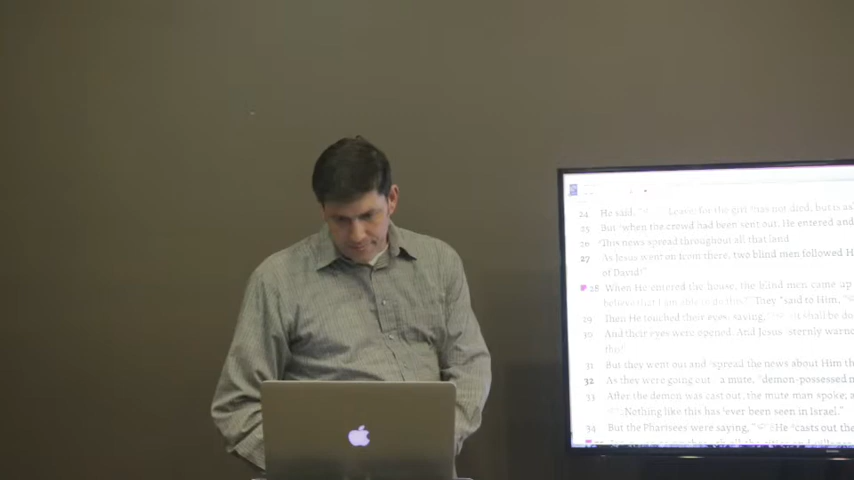 24 He said, Leave; for the girl has not died, but is as
25 But when the crowd had been sent out, He entered and
26 This news spread throughout all that land
27 As Jesus went on from there, two blind men followed H
of David!"
28 When He entered the house, the blind men came up
believe that I am able to do this?" They said to Him,
29 Then He touched their eyes, saying, shall be do
30 And their eyes were opened. And Jesus sternly warne
this!
31 But they went out and spread the news about Him th
32 As they were going out a mute, demon-possessed m
33 After the demon was cast out, the mute man spoke; a
Nothing like this has ever been seen in Israel."
34 But the Pharisees were saying, He casts out the